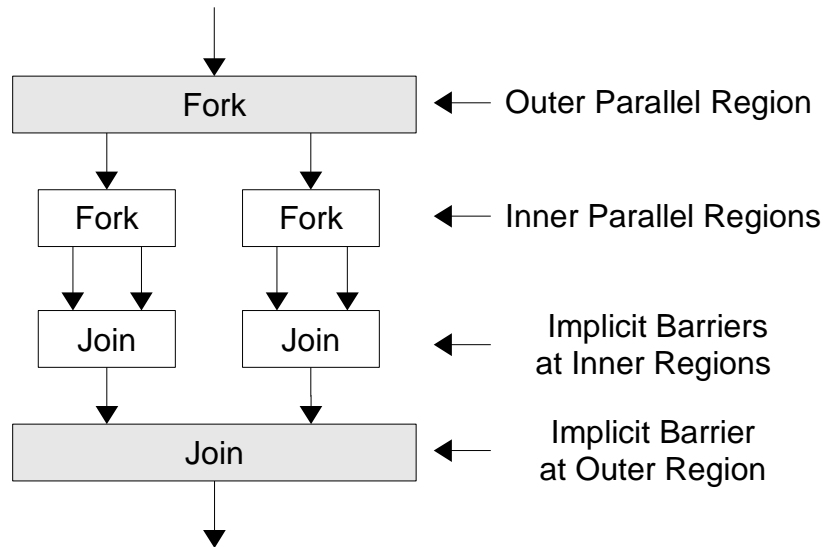 Fork
Outer Parallel Region
Fork
Fork
Inner Parallel Regions
Join
Join
Implicit Barriers
at Inner Regions
Join
Implicit Barrier
at Outer Region